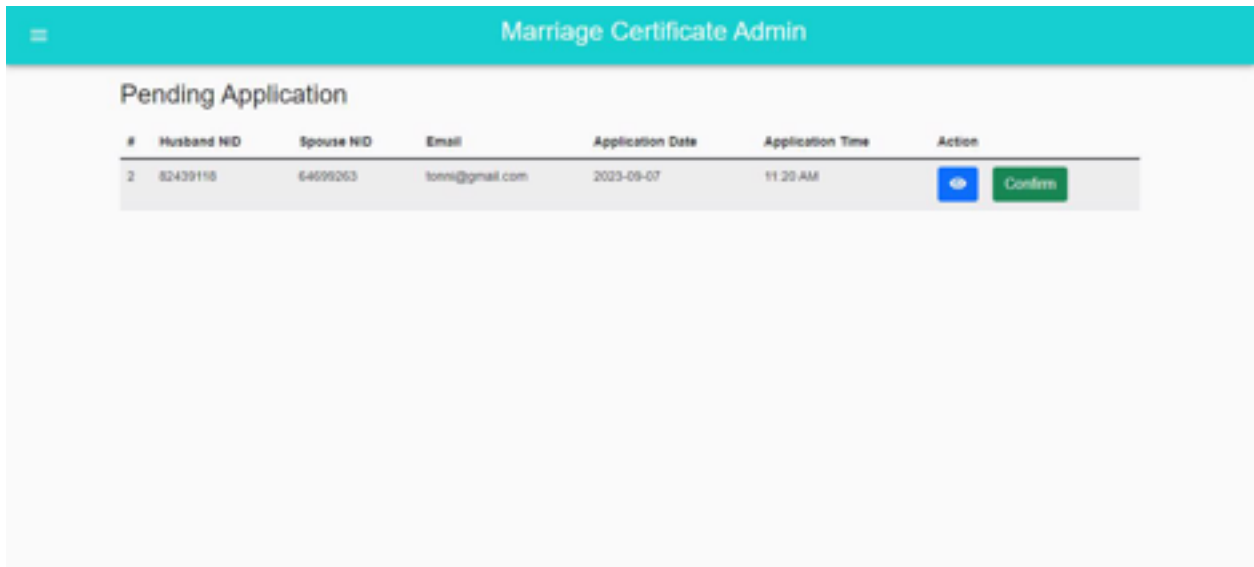 Marriage Certificate Admin
Pending Application
# Husband NID Spouse NID Email Application Date Application Time Action
2 82439118 64699263 tonni@gmail.com 2023-09-07 11:20 AM Confirm